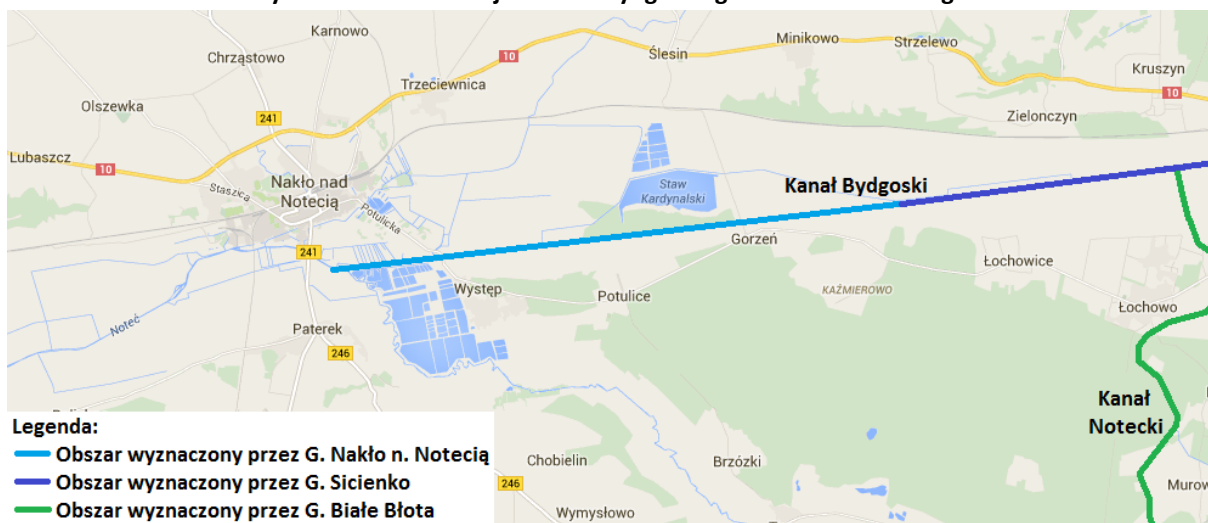 Karnowo
Chrząstowo
10
Ślesin
Minikowo
Strzelewo
Kruszyn
10
Trzeciewnica
Olszewka
241
Zielonczyn
Lubaszcz
10
Staszica
Nakło nad
Notecią
Staw
Kardynalski
Kanał Bydgoski
Potulicka
241
Gorzeń
Łochowice
Występ
Potulice
KAŹMIEROWO
Łochowo
Noteć
Paterek
246
Kanał
Notecki
Legenda:
Obszar wyznaczony przez G. Nakło n. Notecią
Obszar wyznaczony przez G. Sicienko
Obszar wyznaczony przez G. Białe Błota
Chobielin
Brzózki
246
Wymysłowo
Murow